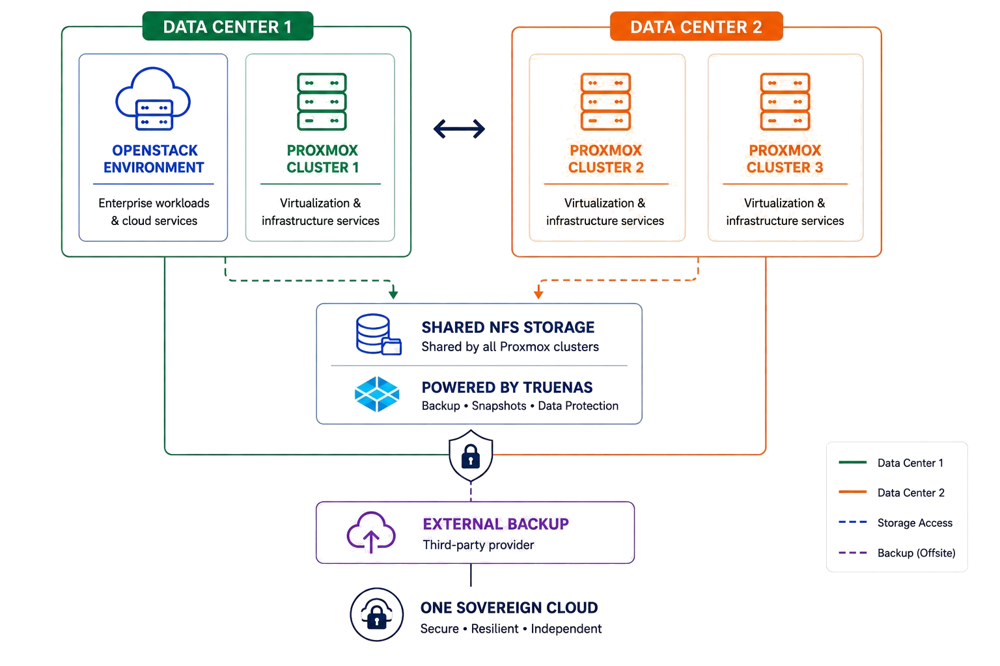 DATA CENTER 1
DATA CENTER 2
OPENSTACK
ENVIRONMENT
Enterprise workloads
& cloud services
PROXMOX
CLUSTER 1
Virtualization &
infrastructure services
PROXMOX
CLUSTER 2
Virtualization &
infrastructure services
PROXMOX
CLUSTER 3
Virtualization &
infrastructure services
SHARED NFS STORAGE
Shared by all Proxmox clusters
POWERED BY TRUENAS
Backup • Snapshots • Data Protection
EXTERNAL BACKUP
Third-party provider
ONE SOVEREIGN CLOUD
Secure • Resilient • Independent
Data Center 1
Data Center 2
Storage Access
Backup (Offsite)